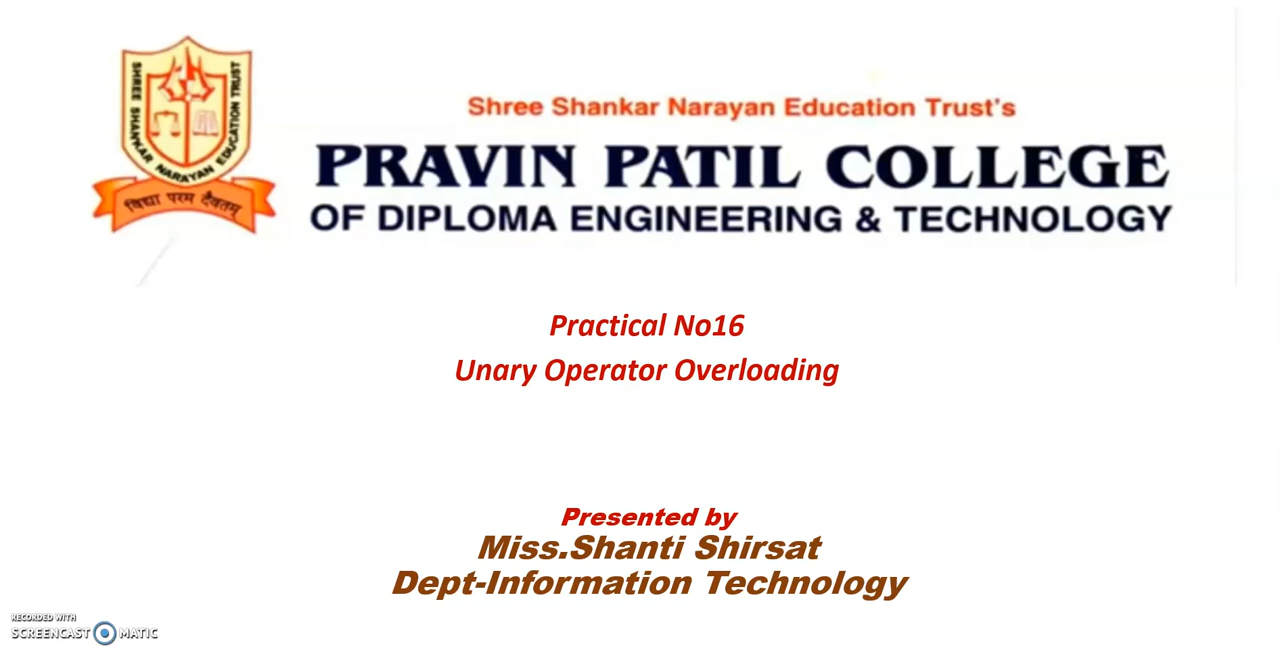 SHREE SHANKAR NARAYAN EDUCATION TRUST
विद्या परम दैवतम्
Shree Shankar Narayan Education Trust's
PRAVIN PATIL COLLEGE
OF DIPLOMA ENGINEERING & TECHNOLOGY
Practical No16
Unary Operator Overloading
Presented by
Miss.Shanti Shirsat
Dept-Information Technology
RECORDED WITH
SCREENCAST MATIC